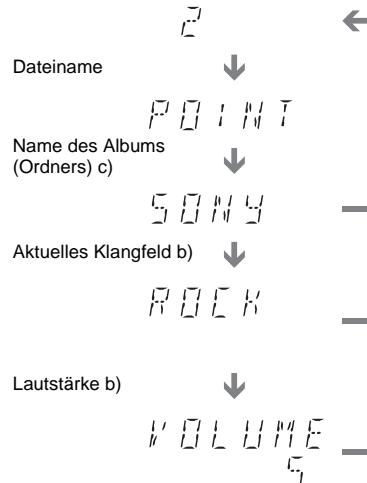 2
Dateiname
POINT
Name des Albums
(Ordners) c)
SONY
Aktuelles Klangfeld b)
ROCK
Lautstärke b)
VOLUME
5